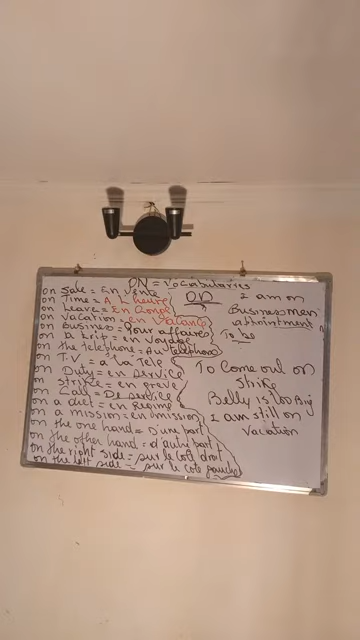 ON = Vocabularies
on sale = En vente
on Time = A L'heure
on Leave = En Congé
on vacation = En Vacance
on Business = Pour affaires
on a trip = en voyage
on the telephone = Au telephone
on T.V = à la Télé
on Duty = en service
on strike = en greve
on Call = De service
on a diet = en Regime
on a mission = en mission
on the one hand = D'une part
on the other hand = d'autre part
on the right side = sur le coté droit
on the left side = sur le coté gauche
ON
I am on
Businessmen
appointment
To be
To Come out on
Strike
Belly is too Big
I am still on
Vacation